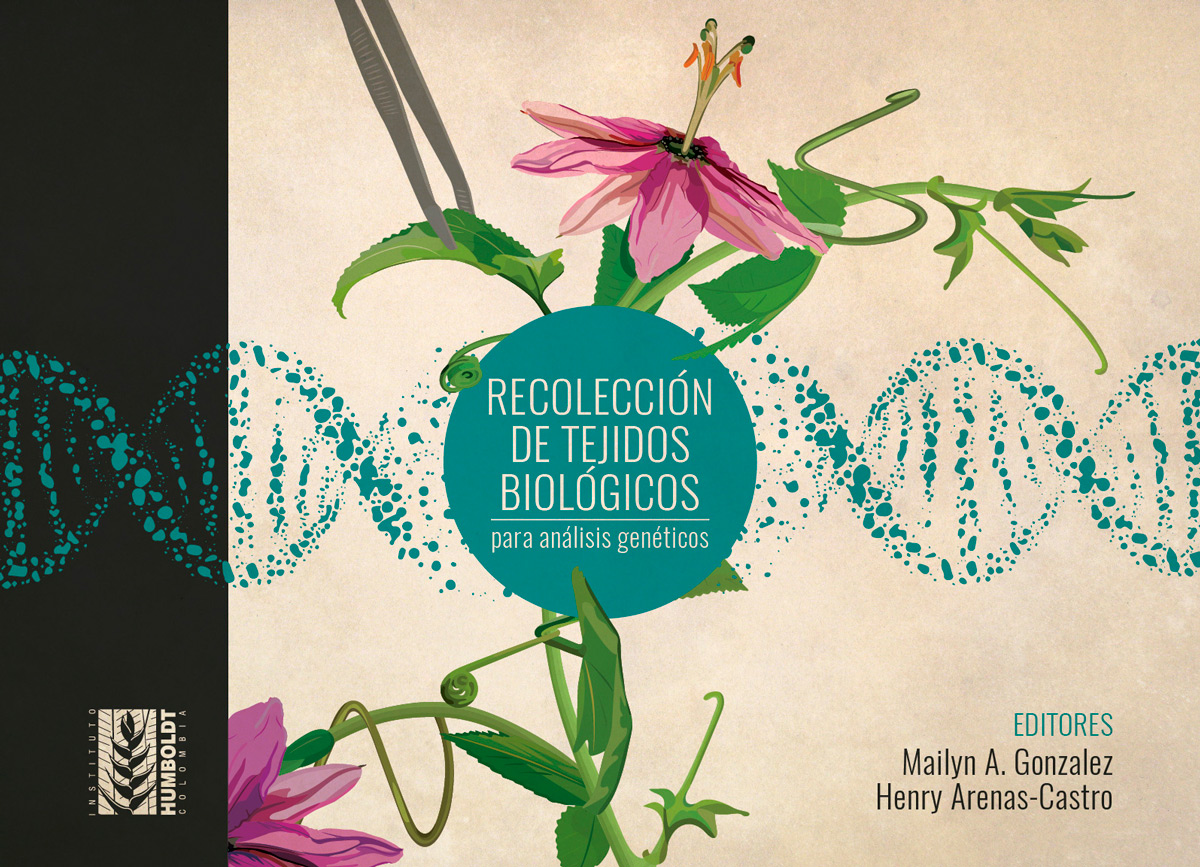 RECOLECCIÓN
DE TEJIDOS
BIOLÓGICOS
para análisis genéticos
INSTITUTO
HUMBOLDT
COLOMBIA
EDITORES
Mailyn A. Gonzalez
Henry Arenas-Castro